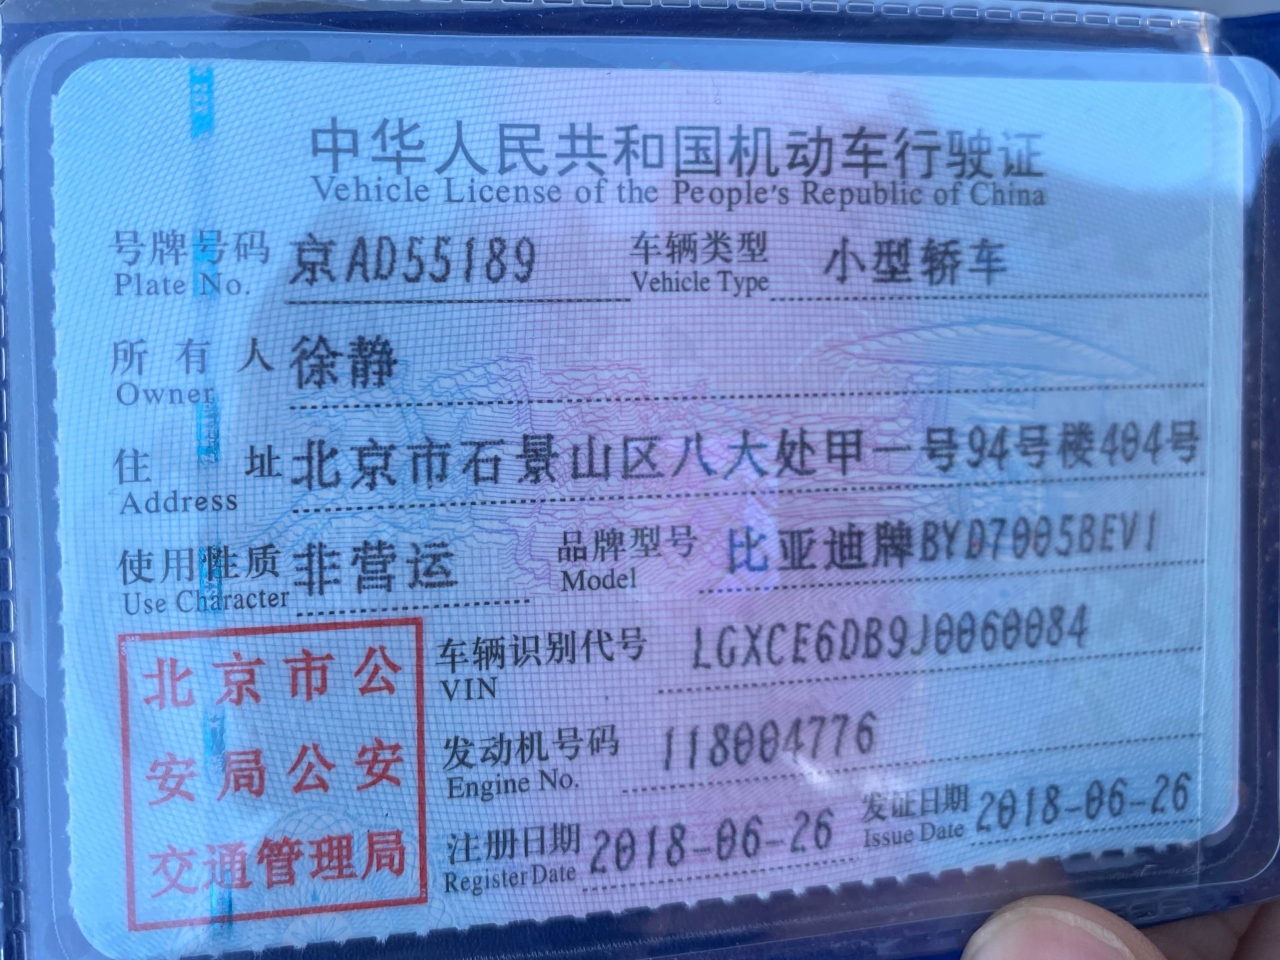 中华人民共和国机动车行驶证
Vehicle License of the People's Republic of China
号牌号码 京AD55189 车辆类型 小型轿车
Plate No. Vehicle Type
所有人 徐静
Owner
住址 北京市石景山区八大处甲一号94号楼404号
Address
使用性质 非营运 品牌型号 比亚迪牌BYD7005BEV1
Use Character Model
北京市公
安局公安
交通管理局
车辆识别代号 LGXCE6DB9J0060084
VIN
发动机号码 118004776
Engine No.
注册日期 2018-06-26 发证日期 2018-06-26
Register Date Issue Date